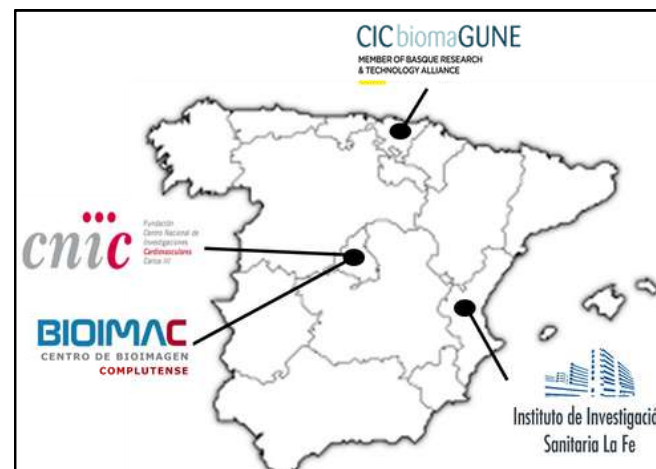 CICbiomaGUNE
MEMBER OF BASQUE RESEARCH
& TECHNOLOGY ALLIANCE
cnic
Fundación
Centro Nacional de
Investigaciones
Cardiovasculares
Carlos III
BIOIMAC
CENTRO DE BIOIMAGEN
COMPLUTENSE
Instituto de Investigació
Sanitaria La Fe